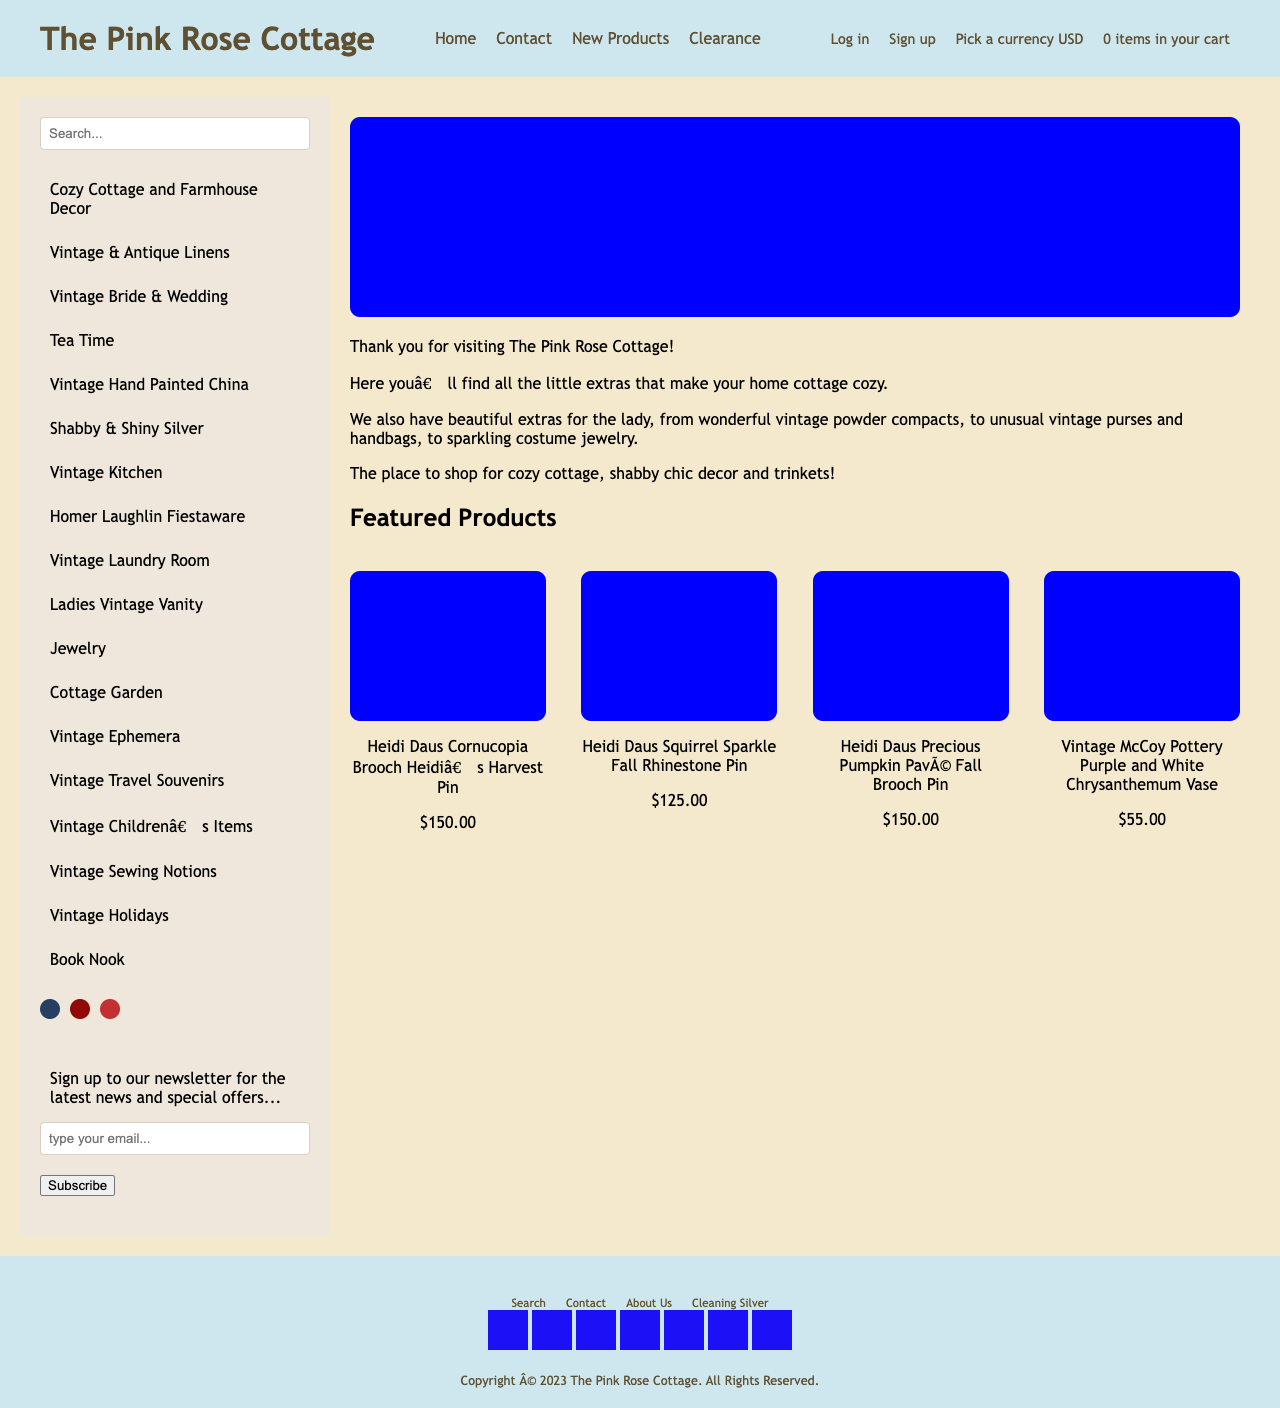 The Pink Rose Cottage
Home Contact New Products Clearance
Log in Sign up Pick a currency USD 0 items in your cart
Search...
Cozy Cottage and Farmhouse
Decor
Vintage & Antique Linens
Vintage Bride & Wedding
Tea Time
Vintage Hand Painted China
Shabby & Shiny Silver
Vintage Kitchen
Homer Laughlin Fiestaware
Vintage Laundry Room
Ladies Vintage Vanity
Jewelry
Cottage Garden
Vintage Ephemera
Vintage Travel Souvenirs
Vintage Childrenâ€ s Items
Vintage Sewing Notions
Vintage Holidays
Book Nook
Sign up to our newsletter for the
latest news and special offers...
type your email...
Subscribe
Thank you for visiting The Pink Rose Cottage!
Here youâ€ ll find all the little extras that make your home cottage cozy.
We also have beautiful extras for the lady, from wonderful vintage powder compacts, to unusual vintage purses and
handbags, to sparkling costume jewelry.
The place to shop for cozy cottage, shabby chic decor and trinkets!
Featured Products
Heidi Daus Cornucopia
Brooch Heidiâ€ s Harvest
Pin
$150.00
Heidi Daus Squirrel Sparkle
Fall Rhinestone Pin
$125.00
Heidi Daus Precious
Pumpkin PavÃ© Fall
Brooch Pin
$150.00
Vintage McCoy Pottery
Purple and White
Chrysanthemum Vase
$55.00
Search Contact About Us Cleaning Silver
Copyright Â© 2023 The Pink Rose Cottage. All Rights Reserved.